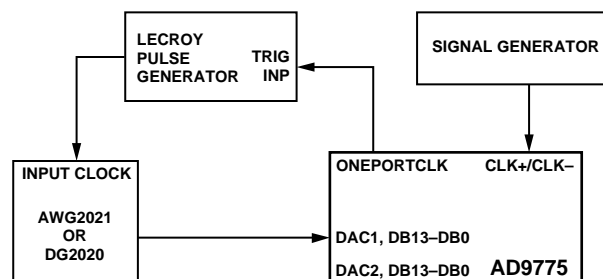 LECROY
PULSE
GENERATOR
TRIG
INP
SIGNAL GENERATOR
INPUT CLOCK
AWG2021
OR
DG2020
ONEPORTCLK
CLK+/CLK–
DAC1, DB13–DB0
DAC2, DB13–DB0
AD9775